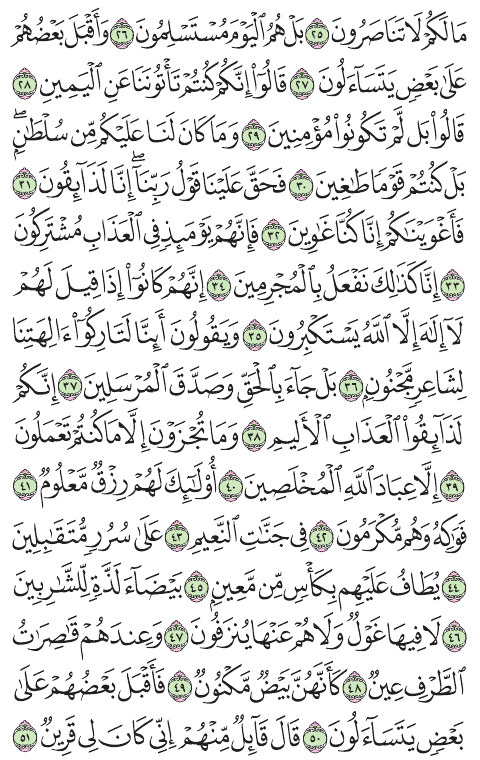 مَا لَكُمْ لَا تَنَاصَرُونَ ٢٥ بَلْ هُمُ ٱلْيَوْمَ مُسْتَسْلِمُونَ ٢٦ وَأَقْبَلَ بَعْضُهُمْ
عَلَىٰ بَعْضٍ يَتَسَآءَلُونَ ٢٧ قَالُوٓا۟ إِنَّكُمْ كُنتُمْ تَأْتُونَنَا عَنِ ٱلْيَمِينِ ٢٨
قَالُوا۟ بَل لَّمْ تَكُونُوا۟ مُؤْمِنِينَ ٢٩ وَمَا كَانَ لَنَا عَلَيْكُم مِّن سُلْطَٰنٍۭ ۖ
بَلْ كُنتُمْ قَوْمًا طَٰغِينَ ٣٠ فَحَقَّ عَلَيْنَا قَوْلُ رَبِّنَآ ۖ إِنَّا لَذَآئِقُونَ ٣١
فَأَغْوَيْنَٰكُمْ إِنَّا كُنَّا غَٰوِينَ ٣٢ فَإِنَّهُمْ يَوْمَئِذٍ فِى ٱلْعَذَابِ مُشْتَرِكُونَ
٣٣ إِنَّا كَذَٰلِكَ نَفْعَلُ بِٱلْمُجْرِمِينَ ٣٤ إِنَّهُمْ كَانُوٓا۟ إِذَا قِيلَ لَهُمْ
لَآ إِلَٰهَ إِلَّا ٱللَّهُ يَسْتَكْبِرُونَ ٣٥ وَيَقُولُونَ أَئِنَّا لَتَارِكُوٓا۟ ءَالِهَتِنَا
لِشَاعِرٍ مَّجْنُونٍۭ ٣٦ بَلْ جَآءَ بِٱلْحَقِّ وَصَدَّقَ ٱلْمُرْسَلِينَ ٣٧ إِنَّكُمْ
لَذَآئِقُوا۟ ٱلْعَذَابِ ٱلْأَلِيمِ ٣٨ وَمَا تُجْزَوْنَ إِلَّا مَا كُنتُمْ تَعْمَلُونَ
٣٩ إِلَّا عِبَادَ ٱللَّهِ ٱلْمُخْلَصِينَ ٤٠ أُو۟لَٰٓئِكَ لَهُمْ رِزْقٌ مَّعْلُومٌ ٤١
فَوَٰكِهُ وَهُم مُّكْرَمُونَ ٤٢ فِى جَنَّٰتِ ٱلنَّعِيمِ ٤٣ عَلَىٰ سُرُرٍ مُّتَقَٰبِلِينَ
٤٤ يُطَافُ عَلَيْهِم بِكَأْسٍ مِّن مَّعِينٍۭ ٤٥ بَيْضَآءَ لَذَّةٍ لِّلشَّٰرِبِينَ
٤٦ لَا فِيهَا غَوْلٌ وَلَا هُمْ عَنْهَا يُنزَفُونَ ٤٧ وَعِندَهُمْ قَٰصِرَٰتُ
ٱلطَّرْفِ عِينٌ ٤٨ كَأَنَّهُنَّ بَيْضٌ مَّكْنُونٌ ٤٩ فَأَقْبَلَ بَعْضُهُمْ عَلَىٰ
بَعْضٍ يَتَسَآءَلُونَ ٥٠ قَالَ قَآئِلٌ مِّنْهُمْ إِنِّى كَانَ لِى قَرِينٌ ٥١